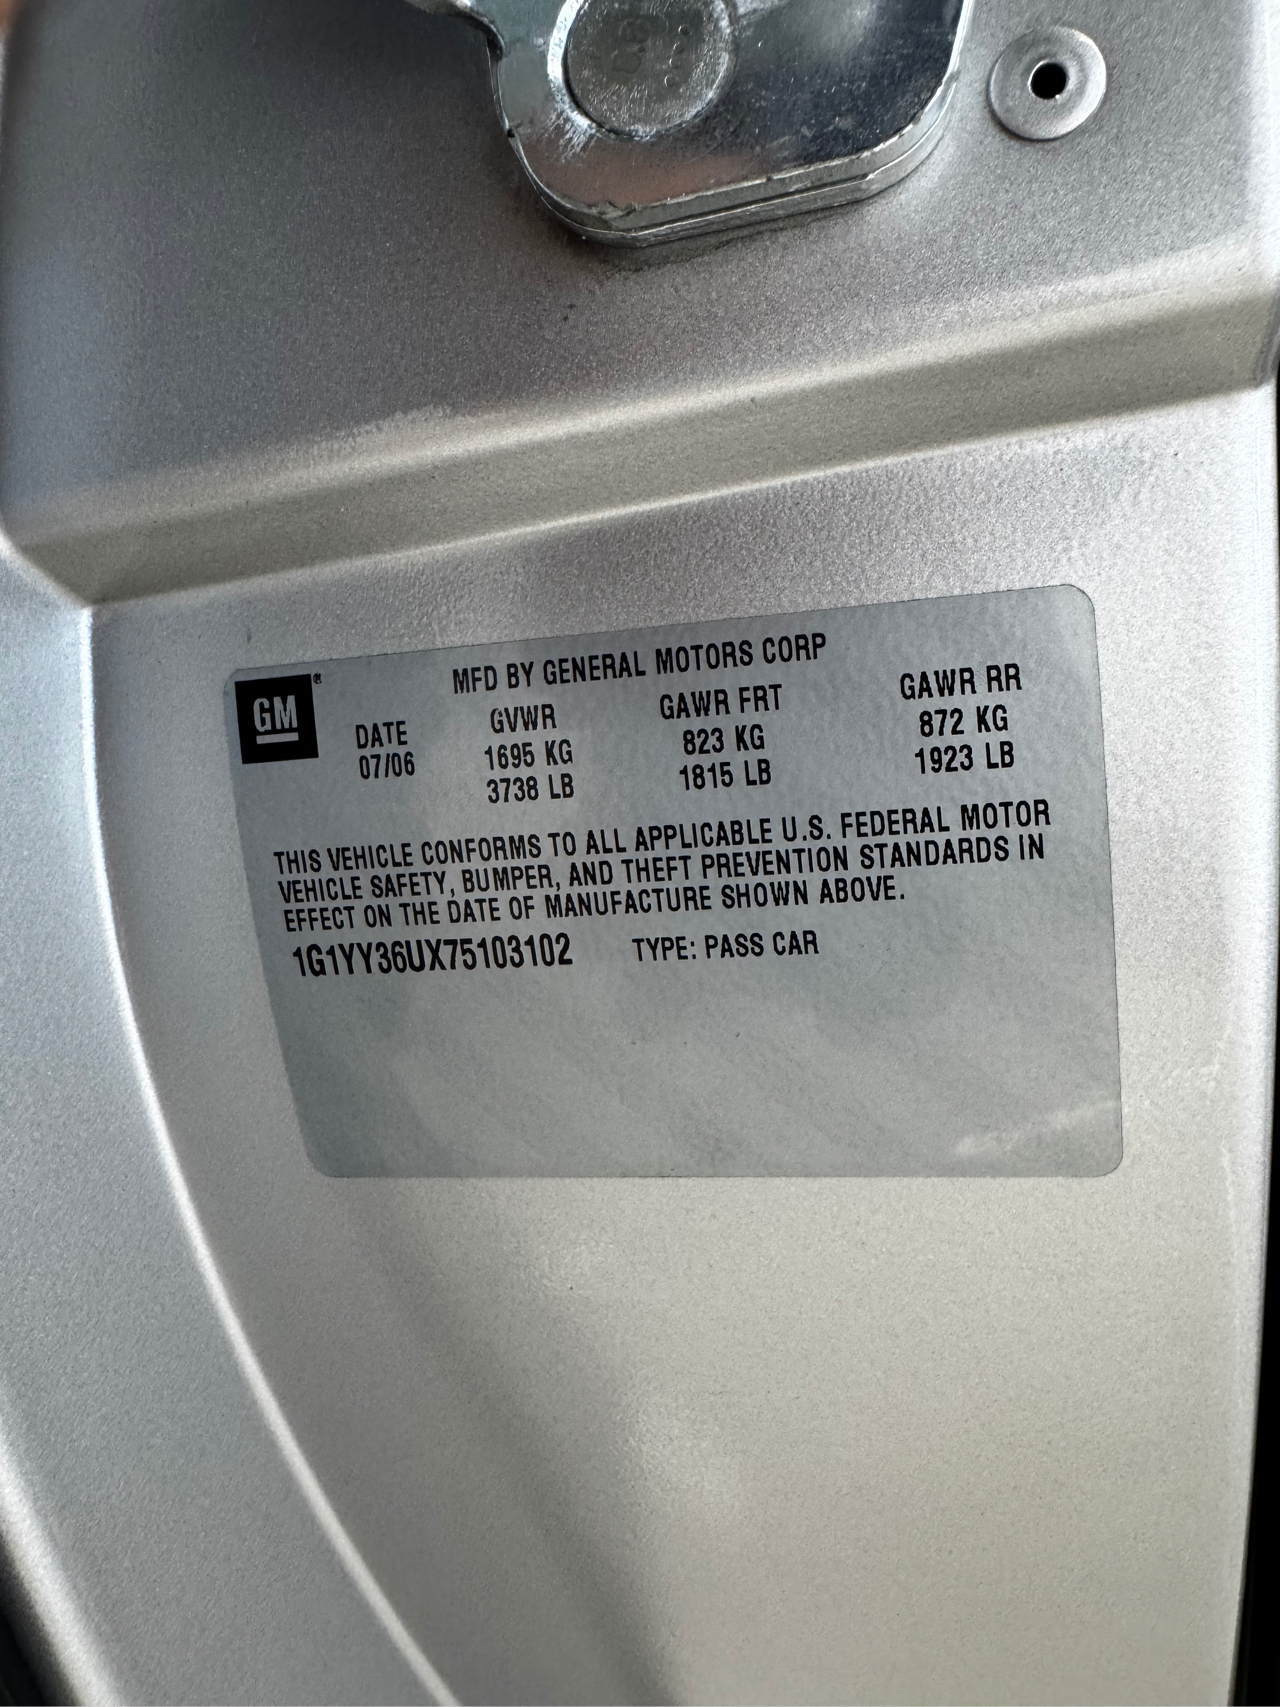 MFD BY GENERAL MOTORS CORP
GM®
DATE GVWR GAWR FRT GAWR RR
07/06 1695 KG 823 KG 872 KG
3738 LB 1815 LB 1923 LB
THIS VEHICLE CONFORMS TO ALL APPLICABLE U.S. FEDERAL MOTOR
VEHICLE SAFETY, BUMPER, AND THEFT PREVENTION STANDARDS IN
EFFECT ON THE DATE OF MANUFACTURE SHOWN ABOVE.
1G1YY36UX75103102 TYPE: PASS CAR